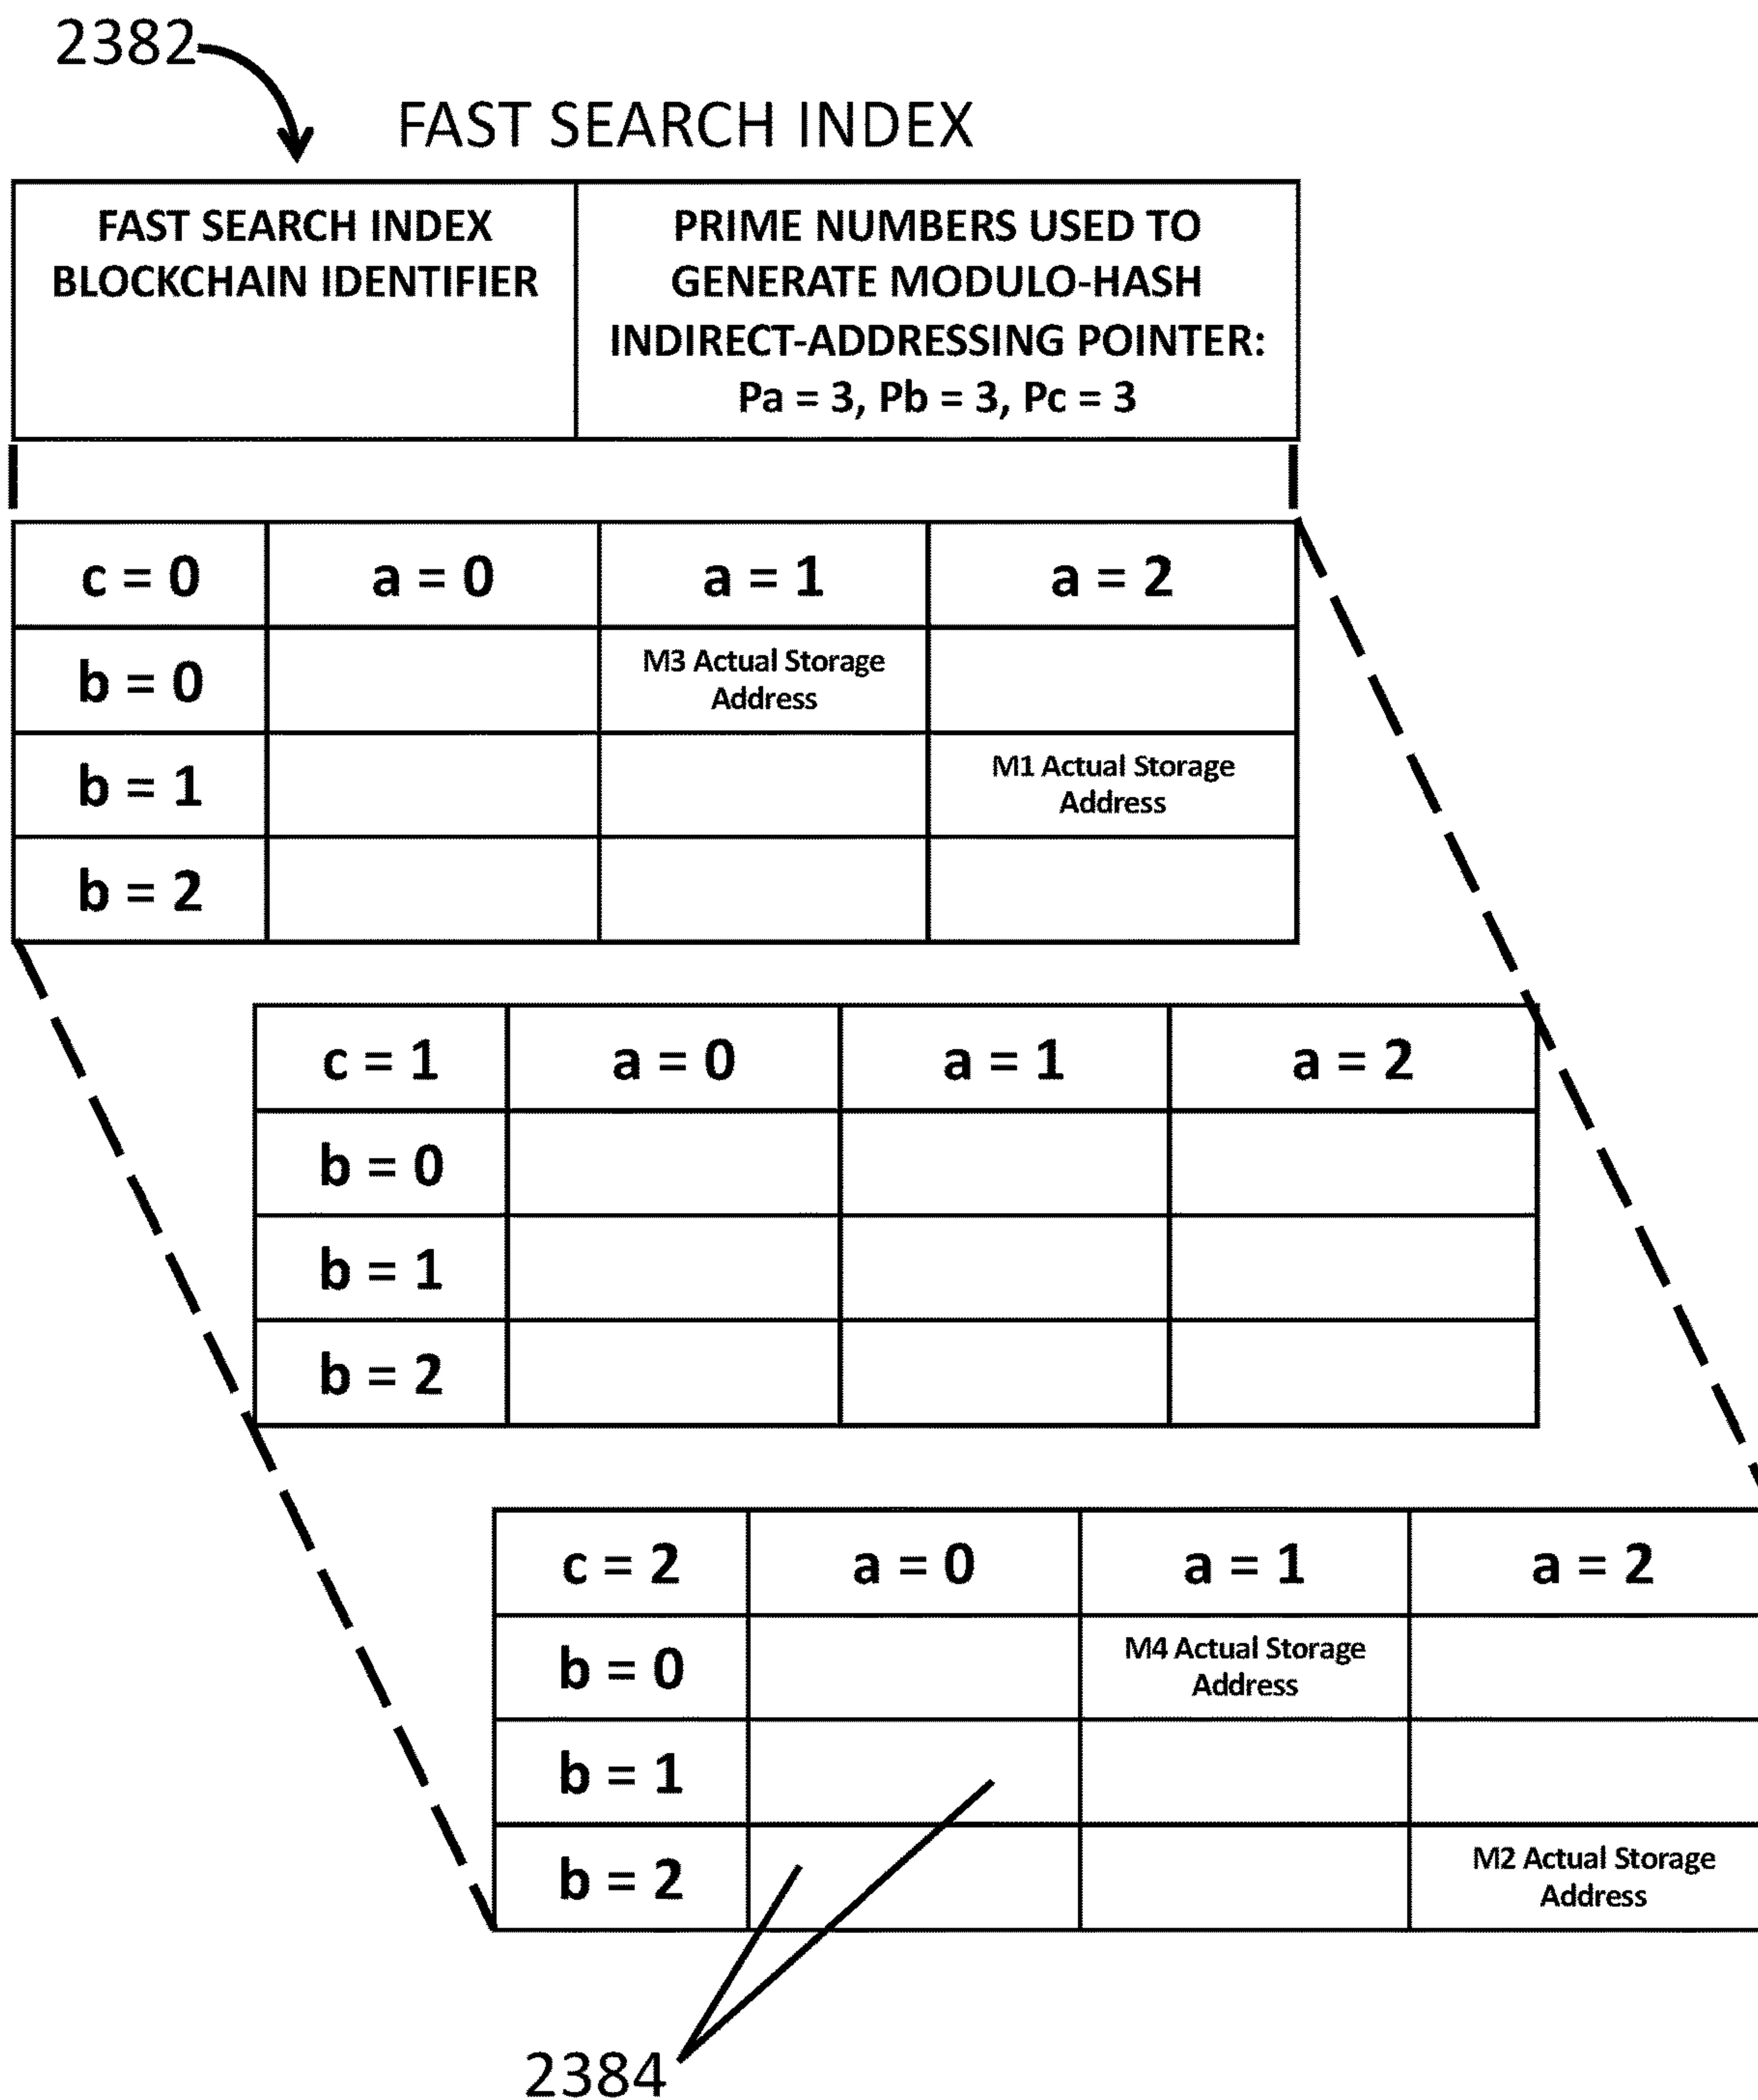 2382
FAST SEARCH INDEX
FAST SEARCH INDEX
BLOCKCHAIN IDENTIFIER
PRIME NUMBERS USED TO
GENERATE MODULO-HASH
INDIRECT-ADDRESSING POINTER:
Pa = 3, Pb = 3, Pc = 3
c = 0 a = 0 a = 1 a = 2
b = 0
M3 Actual Storage
Address
b = 1
M1 Actual Storage
Address
b = 2
c = 1 a = 0 a = 1 a = 2
b = 0
b = 1
b = 2
c = 2 a = 0 a = 1 a = 2
b = 0
M4 Actual Storage
Address
b = 1
b = 2
M2 Actual Storage
Address
2384